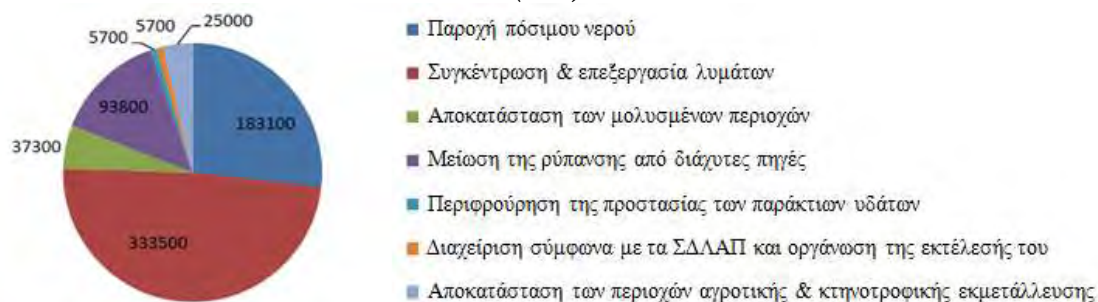 5700
5700
25000
93800
183100
37300
333500
Παροχή πόσιμου νερού
Συγκέντρωση & επεξεργασία λυμάτων
Αποκατάσταση των μολυσμένων περιοχών
Μείωση της ρύπανσης από διάχυτες πηγές
Περιφρούρηση της προστασίας των παράκτιων υδάτων
Διαχείριση σύμφωνα με τα ΣΔΛΑΠ και οργάνωση της εκτέλεσής του
Αποκατάσταση των περιοχών αγροτικής & κτηνοτροφικής εκμετάλλευσης